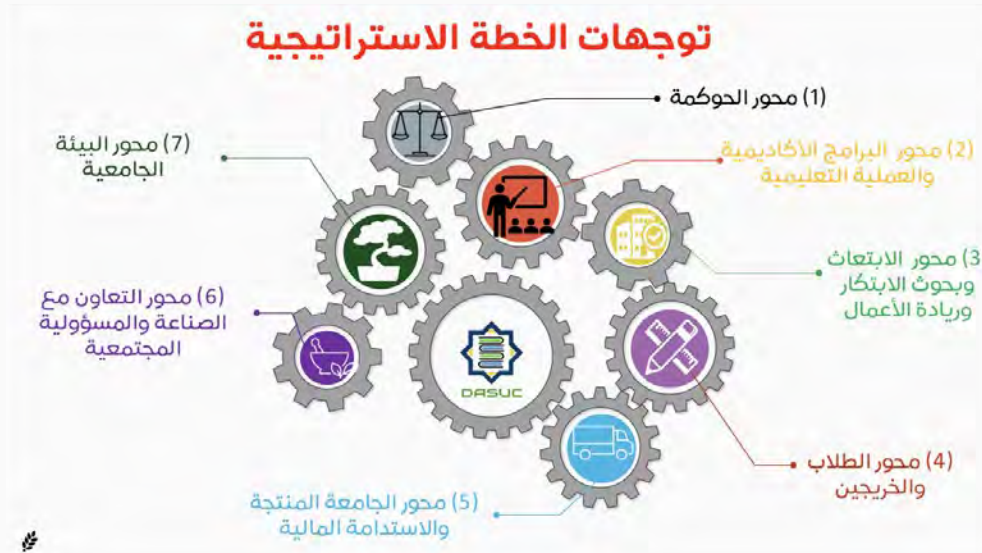 توجهات الخطة الاستراتيجية
(1) محور الحوكمة
(2) محور البرامج الأكاديمية
والعملية التعليمية
3) محور الابتعاث
وبحوث الابتكار
وريادة الأعمال
(4) محور الطلاب
والخريجين
(5) محور الجامعة المنتجة
والاستدامة المالية
(6) محور التعاون مع
الصناعة والمسؤولية
المجتمعية
(7) محور البيئة
الجامعية
DASUC